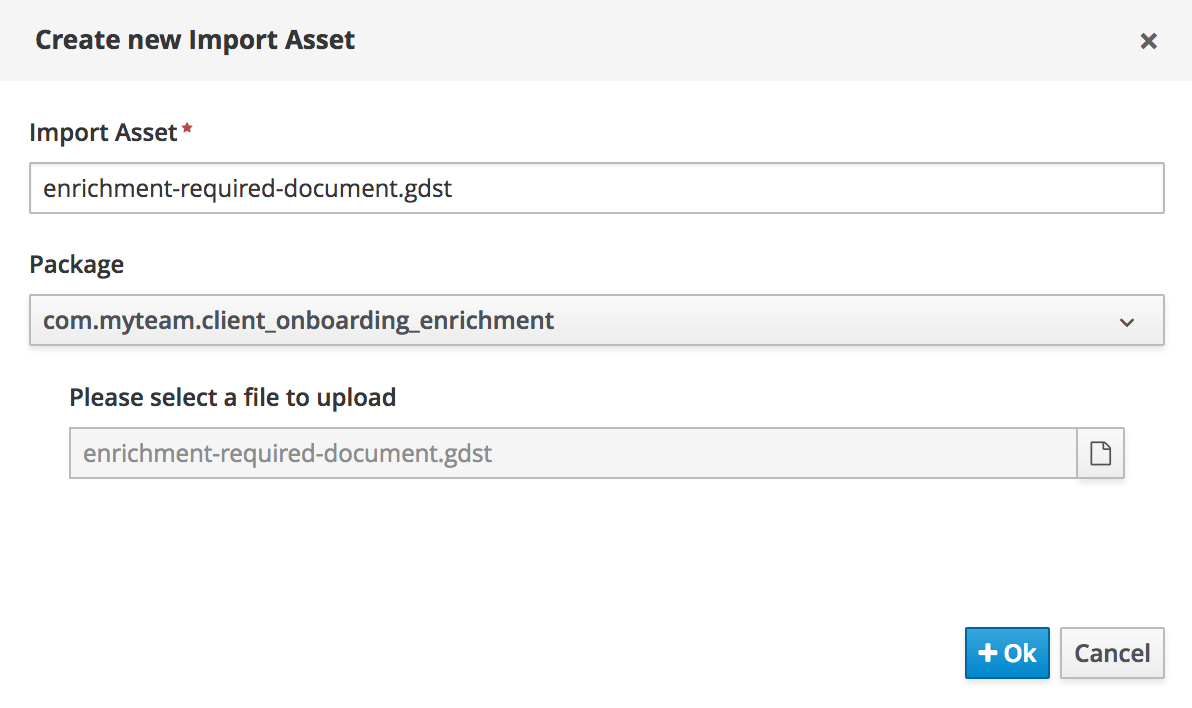 Create new Import Asset
Import Asset*
enrichment-required-document.gdst
Package
com.myteam.client_onboarding_enrichment
Please select a file to upload
enrichment-required-document.gdst
+ Ok Cancel